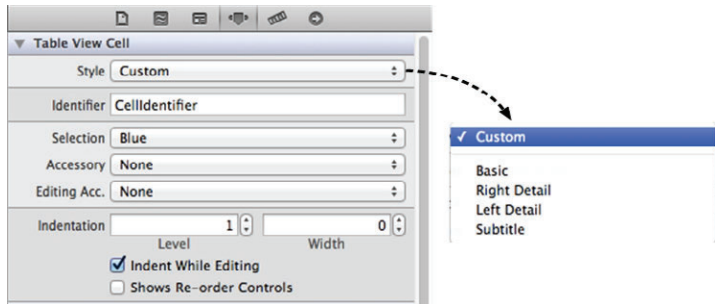 Table View Cell
Style Custom
Identifier CellIdentifier
Selection Blue
Accessory None
Editing Acc. None
Indentation 1 0
Level Width
Indent While Editing
Shows Re-order Controls
Custom
Basic
Right Detail
Left Detail
Subtitle